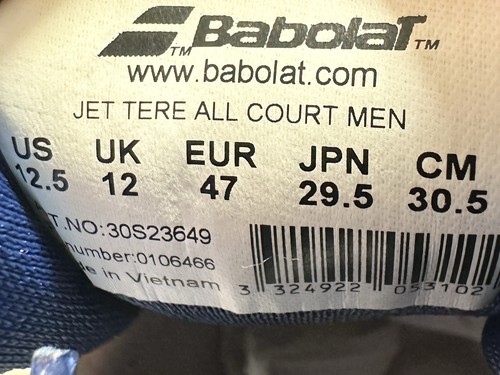 Babolat™
www.babolat.com
JET TERE ALL COURT MEN
US UK EUR JPN CM
12.5 12 47 29.5 30.5
T.NO:30S23649
number:0106466
in Vietnam
3 324922 053102